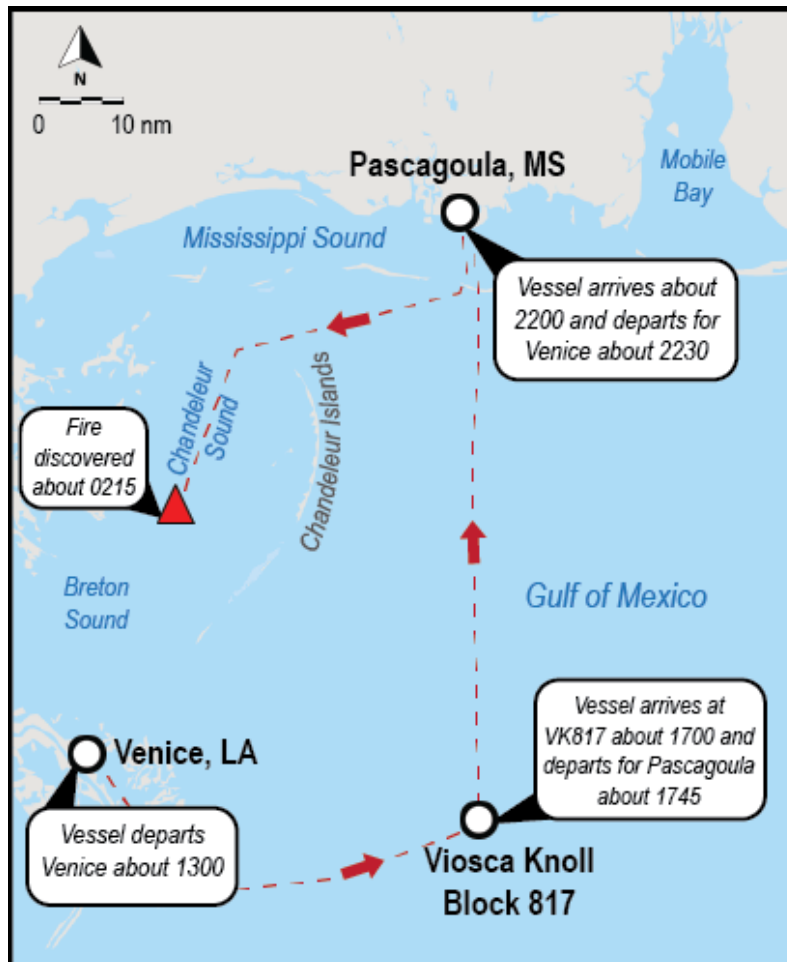 N
0 10 nm
Pascagoula, MS
Mobile
Bay
Mississippi Sound
Vessel arrives about
2200 and departs for
Venice about 2230
Chandeleur
Sound
Chandeleur Islands
Fire
discovered
about 0215
Breton
Sound
Gulf of Mexico
Venice, LA
Vessel departs
Venice about 1300
Vessel arrives at
VK817 about 1700 and
departs for Pascagoula
about 1745
Viosca Knoll
Block 817